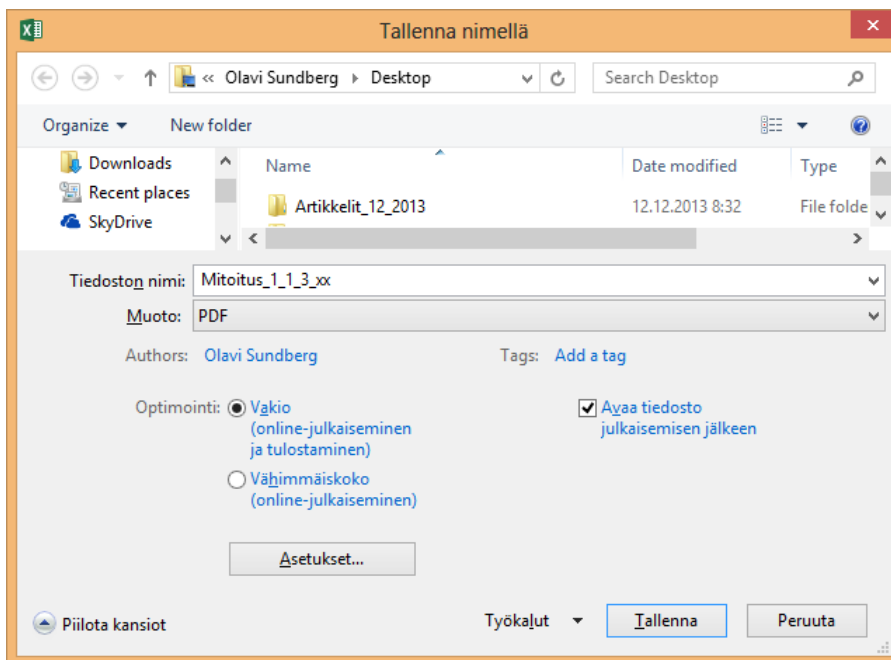 Tallenna nimellä
« Olavi Sundberg Desktop Search Desktop
Organize New folder
Downloads
Recent places
SkyDrive
Name Date modified Type
Artikkelit_12_2013 12.12.2013 8:32 File folde
Tiedoston nimi: Mitoitus_1_1_3_xx
Muoto: PDF
Authors: Olavi Sundberg Tags: Add a tag
Optimointi: Vakio
(online-julkaiseminen
ja tulostaminen)
Vähimmäiskoko
(online-julkaiseminen)
Avaa tiedosto
julkaisemisen jälkeen
Asetukset...
Piilota kansiot Työkalut Tallenna Peruuta